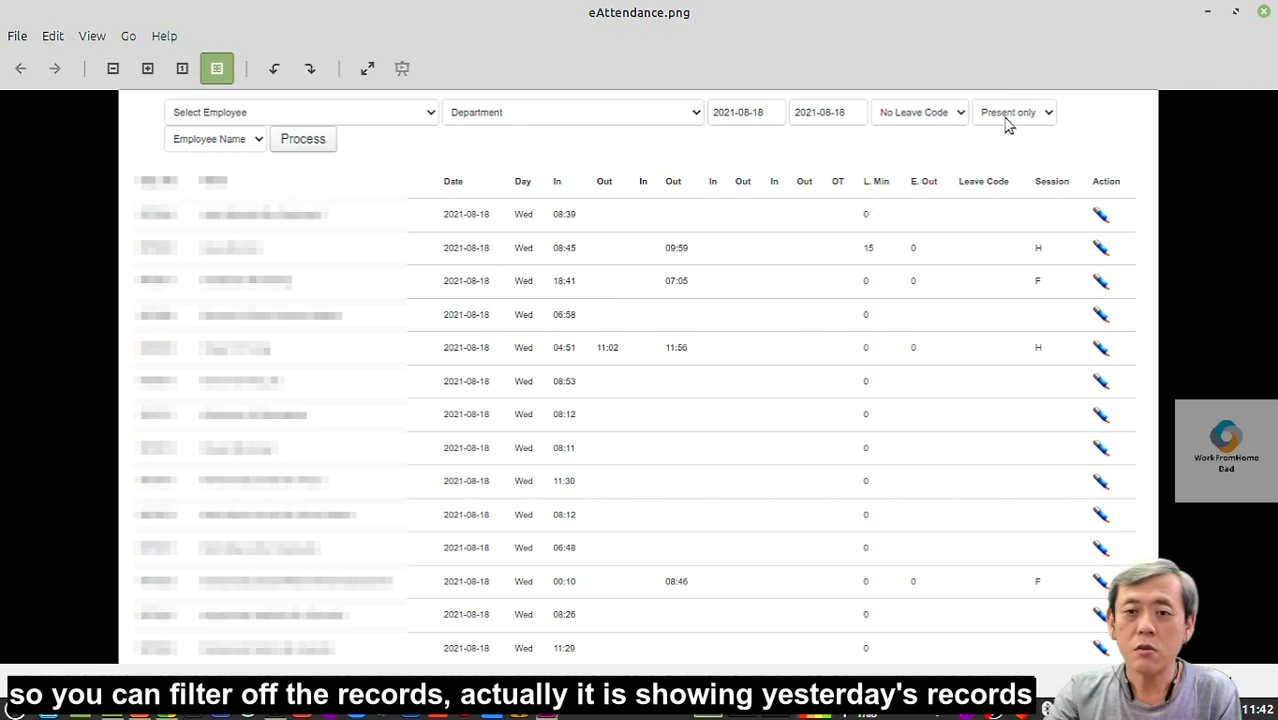 eAttendance.png
File Edit View Go Help
Select Employee Department 2021-08-18 2021-08-18 No Leave Code Present only
Employee Name Process
Date Day In Out In Out In Out In Out OT L. Min E. Out Leave Code Session Action
2021-08-18 Wed 08:39 0
2021-08-18 Wed 08:45 09:59 15 0 H
2021-08-18 Wed 18:41 07:05 0 0 F
2021-08-18 Wed 06:58 0
2021-08-18 Wed 04:51 11:02 11:56 0 0 H
2021-08-18 Wed 08:53 0
2021-08-18 Wed 08:12 0
2021-08-18 Wed 08:11 0
2021-08-18 Wed 11:30 0
2021-08-18 Wed 08:12 0
2021-08-18 Wed 06:48 0
2021-08-18 Wed 00:10 08:46 0 0 F
2021-08-18 Wed 08:26 0
2021-08-18 Wed 11:29 0
WorkFromHome
Dad
so you can filter off the records, actually it is showing yesterday's records
11:42